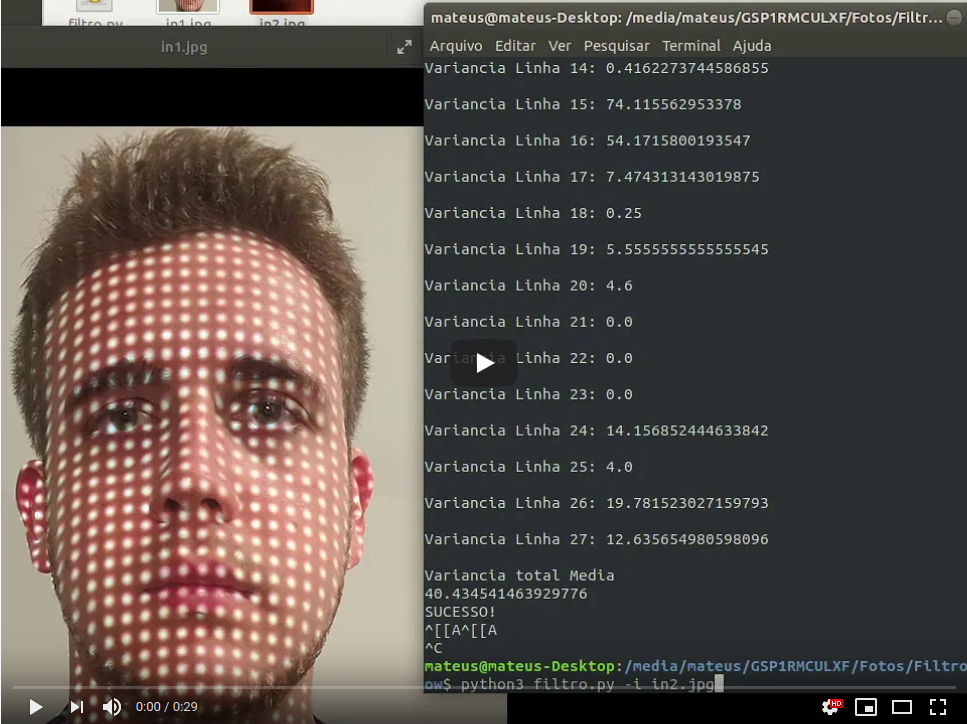 filtro.py in1.jpg in2.jpg
in1.jpg
mateus@mateus-Desktop: /media/mateus/GSP1RMCULXF/Fotos/Filtr...
Arquivo Editar Ver Pesquisar Terminal Ajuda
Variancia Linha 14: 0.4162273744586855
Variancia Linha 15: 74.115562953378
Variancia Linha 16: 54.1715800193547
Variancia Linha 17: 7.474313143019875
Variancia Linha 18: 0.25
Variancia Linha 19: 5.5555555555555545
Variancia Linha 20: 4.6
Variancia Linha 21: 0.0
Variancia Linha 22: 0.0
Variancia Linha 23: 0.0
Variancia Linha 24: 14.156852444633842
Variancia Linha 25: 4.0
Variancia Linha 26: 19.781523027159793
Variancia Linha 27: 12.635654980598096
Variancia total Media
40.434541463929776
SUCESSO!
^[[A^[[A
^C
mateus@mateus-Desktop:/media/mateus/GSP1RMCULXF/Fotos/Filtro
ow$ python3 filtro.py -i in2.jpg
0:00 / 0:29
HD